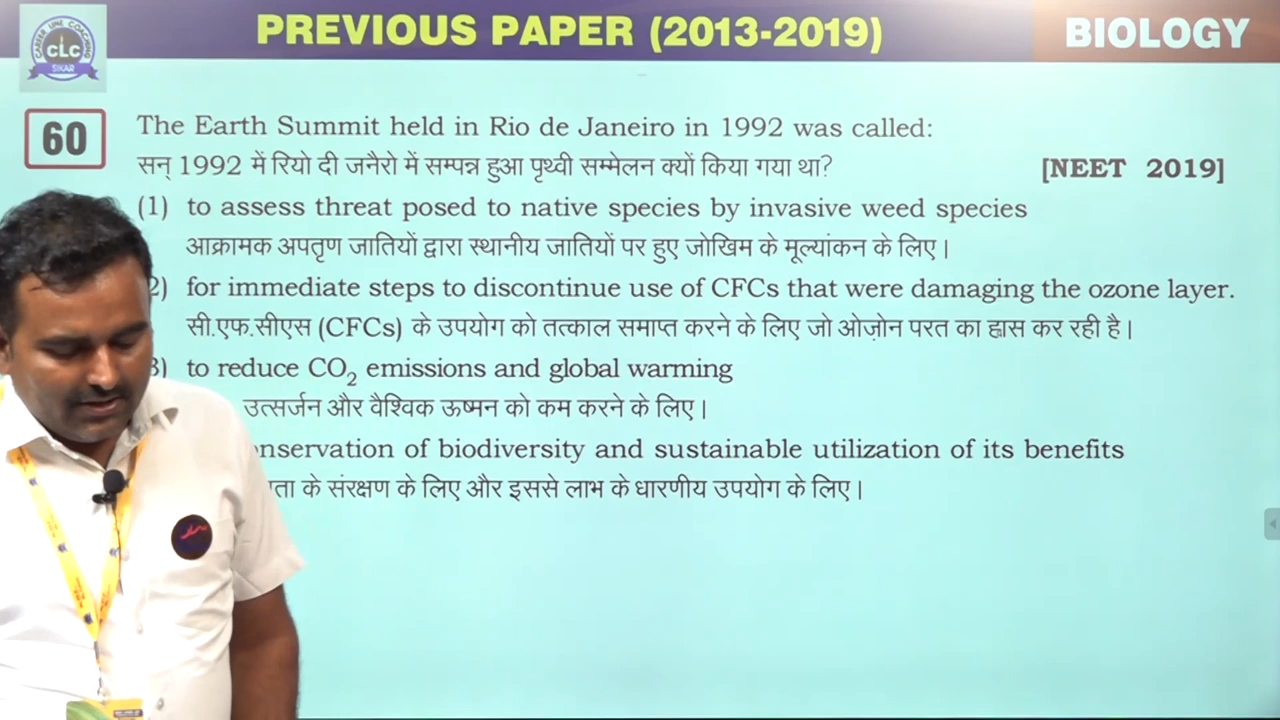 PREVIOUS PAPER (2013-2019)
BIOLOGY
CAREER LINE COACHING
CLC
SIKAR
60
The Earth Summit held in Rio de Janeiro in 1992 was called:
सन् 1992 में रियो दी जनैरो में सम्पन्न हुआ पृथ्वी सम्मेलन क्यों किया गया था?
[NEET 2019]
(1) to assess threat posed to native species by invasive weed species
आक्रामक अपतृण जातियों द्वारा स्थानीय जातियों पर हुए जोखिम के मूल्यांकन के लिए।
2) for immediate steps to discontinue use of CFCs that were damaging the ozone layer.
सी.एफ.सीएस (CFCs) के उपयोग को तत्काल समाप्त करने के लिए जो ओज़ोन परत का ह्रास कर रही है।
3) to reduce CO2 emissions and global warming
उत्सर्जन और वैश्विक ऊष्मन को कम करने के लिए।
nservation of biodiversity and sustainable utilization of its benefits
ता के संरक्षण के लिए और इससे लाभ के धारणीय उपयोग के लिए।